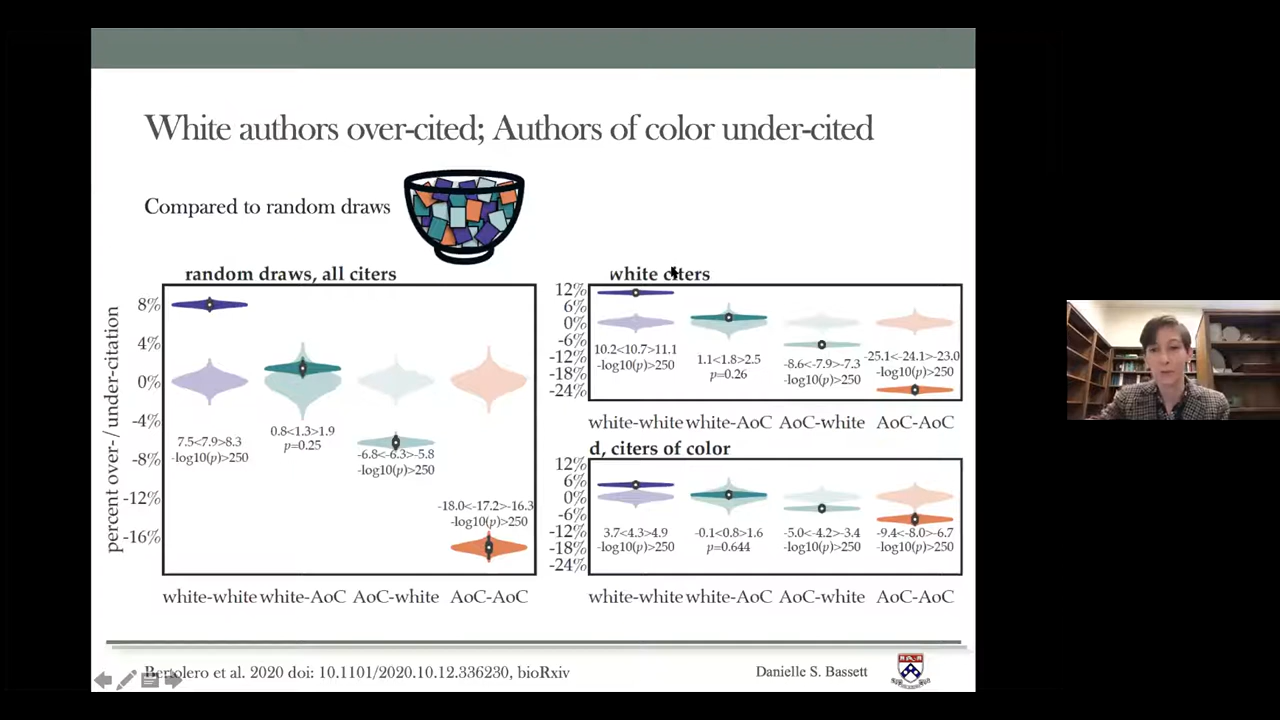 White authors over-cited; Authors of color under-cited
Compared to random draws
random draws, all citers
percent over-/ under-citation
8%
4%
0%
-4%
-8%
-12%
-16%
7.5<7.9>8.3
-log10(p)>250
0.8<1.3>1.9
p=0.25
-6.8<-6.3>-5.8
-log10(p)>250
-18.0<-17.2>-16.3
-log10(p)>250
white-white white-AoC AoC-white AoC-AoC
white citers
12%
6%
0%
-6%
-12%
-18%
-24%
10.2<10.7>11.1
-log10(p)>250
1.1<1.8>2.5
p=0.26
-8.6<-7.9>-7.3
-log10(p)>250
-25.1<-24.1>-23.0
-log10(p)>250
white-white white-AoC AoC-white AoC-AoC
d, citers of color
12%
6%
0%
-6%
-12%
-18%
-24%
3.7<4.3>4.9
-log10(p)>250
-0.1<0.8>1.6
p=0.644
-5.0<-4.2>-3.4
-log10(p)>250
-9.4<-8.0>-6.7
-log10(p)>250
white-white white-AoC AoC-white AoC-AoC
Bertolero et al. 2020 doi: 10.1101/2020.10.12.336230, bioRxiv
Danielle S. Bassett